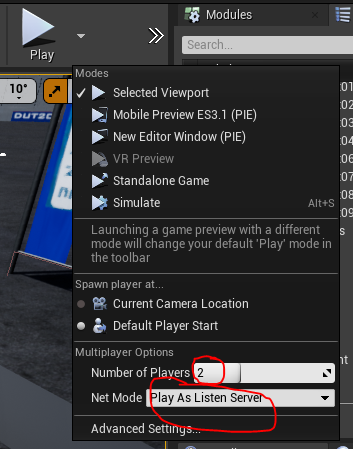 Modules
Play
Search...
10°
DUT20
Modes
Selected Viewport
Mobile Preview ES3.1 (PIE)
New Editor Window (PIE)
VR Preview
Standalone Game
Simulate Alt+S
Launching a game preview with a different
mode will change your default 'Play' mode in
the toolbar
Spawn player at...
Current Camera Location
Default Player Start
Multiplayer Options
Number of Players 2
Net Mode Play As Listen Server
Advanced Settings...